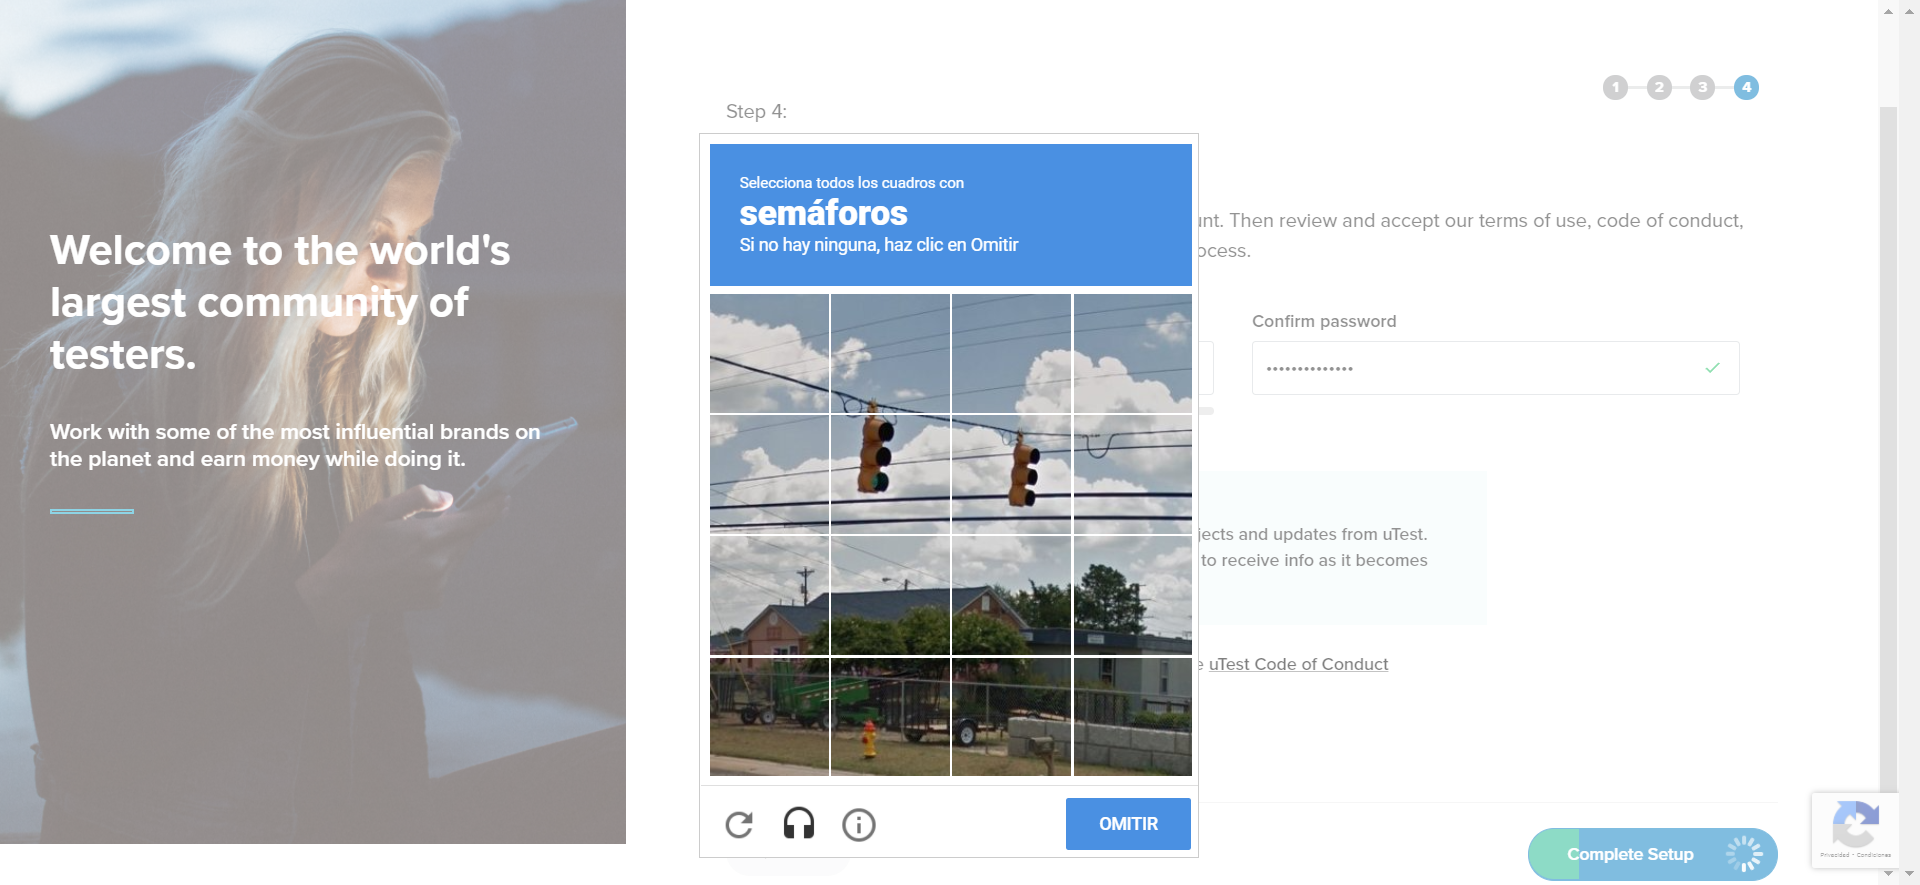 Welcome to the world's
largest community of
testers.
Work with some of the most influential brands on
the planet and earn money while doing it.
1 2 3 4
Step 4:
unt. Then review and accept our terms of use, code of conduct,
ocess.
Confirm password
jects and updates from uTest.
to receive info as it becomes
e uTest Code of Conduct
Complete Setup
Selecciona todos los cuadros con
semáforos
Si no hay ninguna, haz clic en Omitir
OMITIR
Privacidad - Condiciones